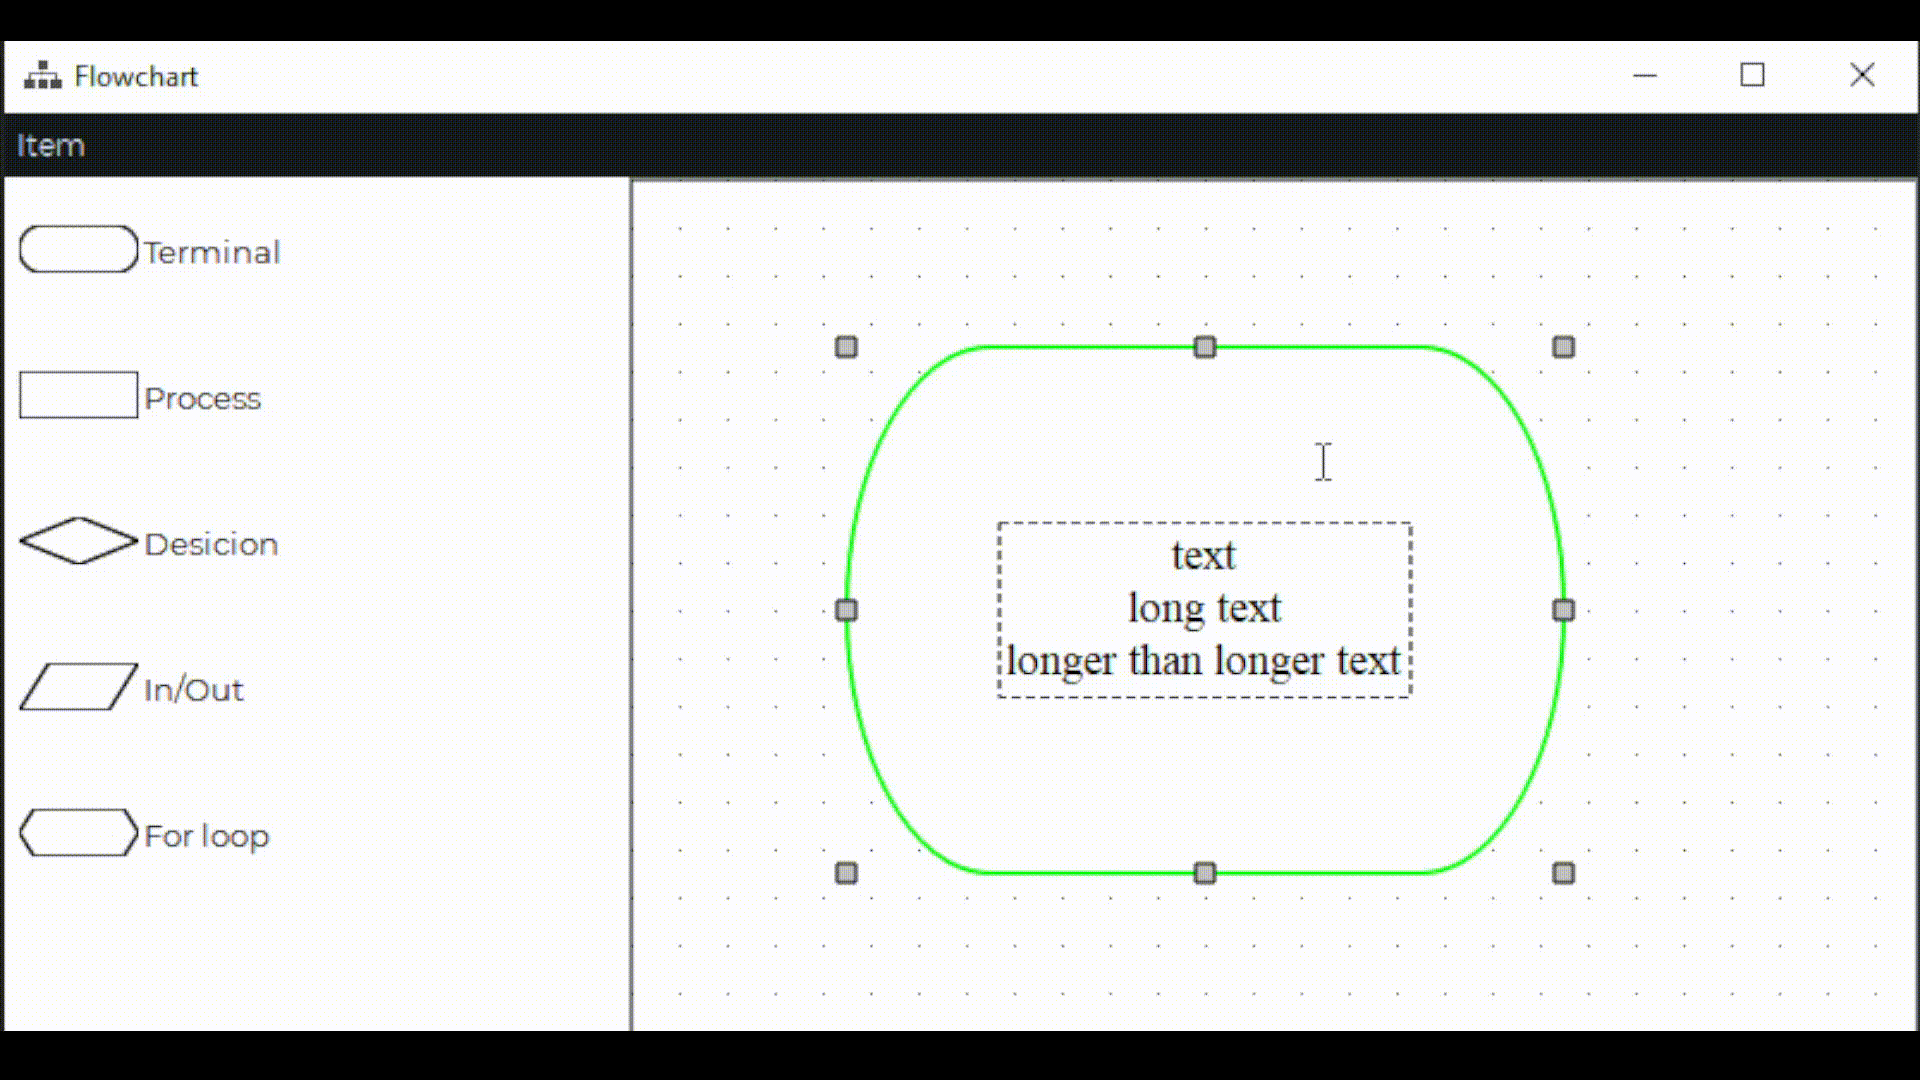 Flowchart
Item
Terminal
Process
Desicion
In/Out
For loop
text
long text
longer than longer text